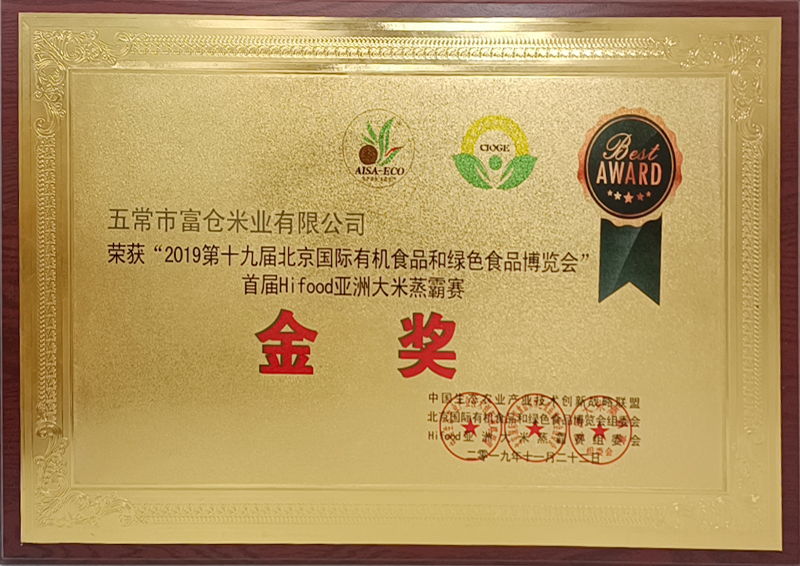 AISA-ECO
CIOGE
Best
AWARD
五常市富仓米业有限公司
荣获“2019第十九届北京国际有机食品和绿色食品博览会”
首届Hifood亚洲大米蒸霸赛
金奖
中国生态农业产业技术创新战略联盟
北京国际有机食品和绿色食品博览会组委会
Hifood亚洲大米蒸霸赛组委会
二零一九年十一月二十二日
组委会